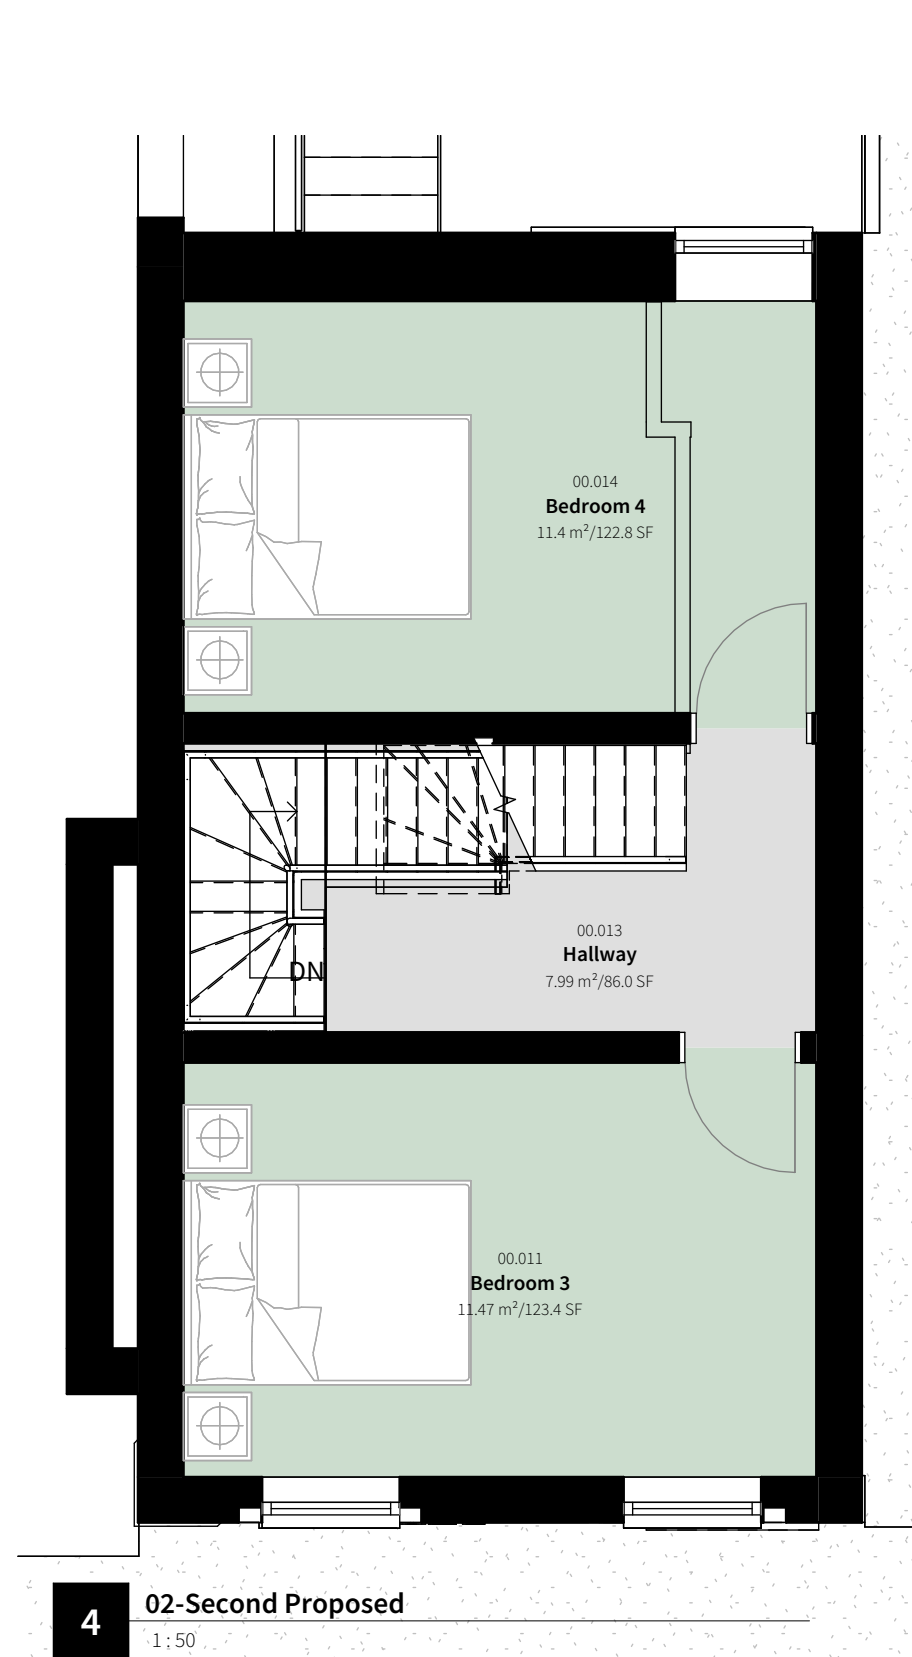 00.014
Bedroom 4
11.4 m²/122.8 SF
00.013
Hallway
7.99 m²/86.0 SF
DN
00.011
Bedroom 3
11.47 m²/123.4 SF
4
02-Second Proposed
1 : 50